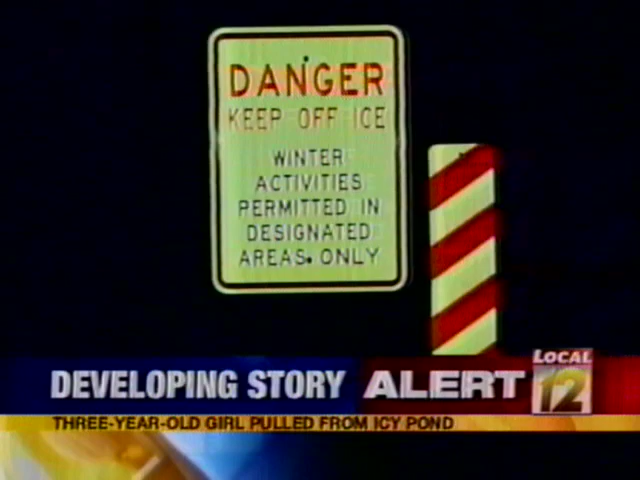 DANGER
KEEP OFF ICE
WINTER
ACTIVITIES
PERMITTED IN
DESIGNATED
AREAS. ONLY
DEVELOPING STORY ALERT
LOCAL
12
THREE-YEAR-OLD GIRL PULLED FROM ICY POND